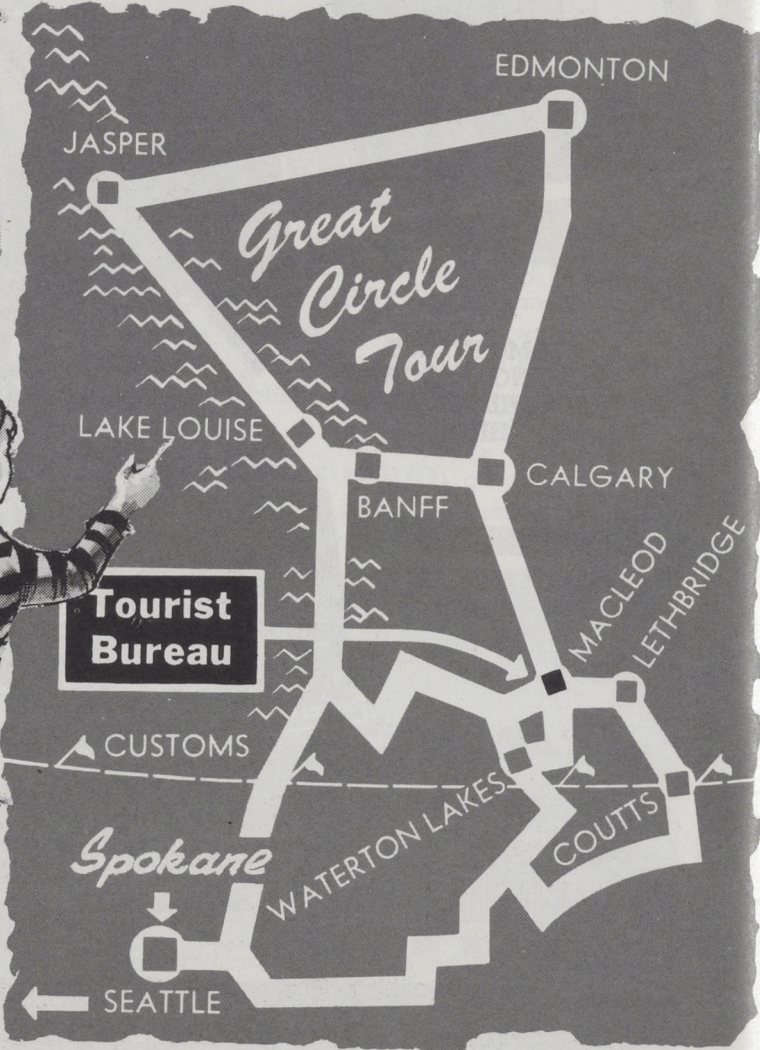 EDMONTON
JASPER
Great
Circle
Tour
LAKE LOUISE
CALGARY
BANFF
MACLEOD
LETHBRIDGE
Tourist
Bureau
CUSTOMS
WATERTON LAKES
COUTTS
Spokane
SEATTLE